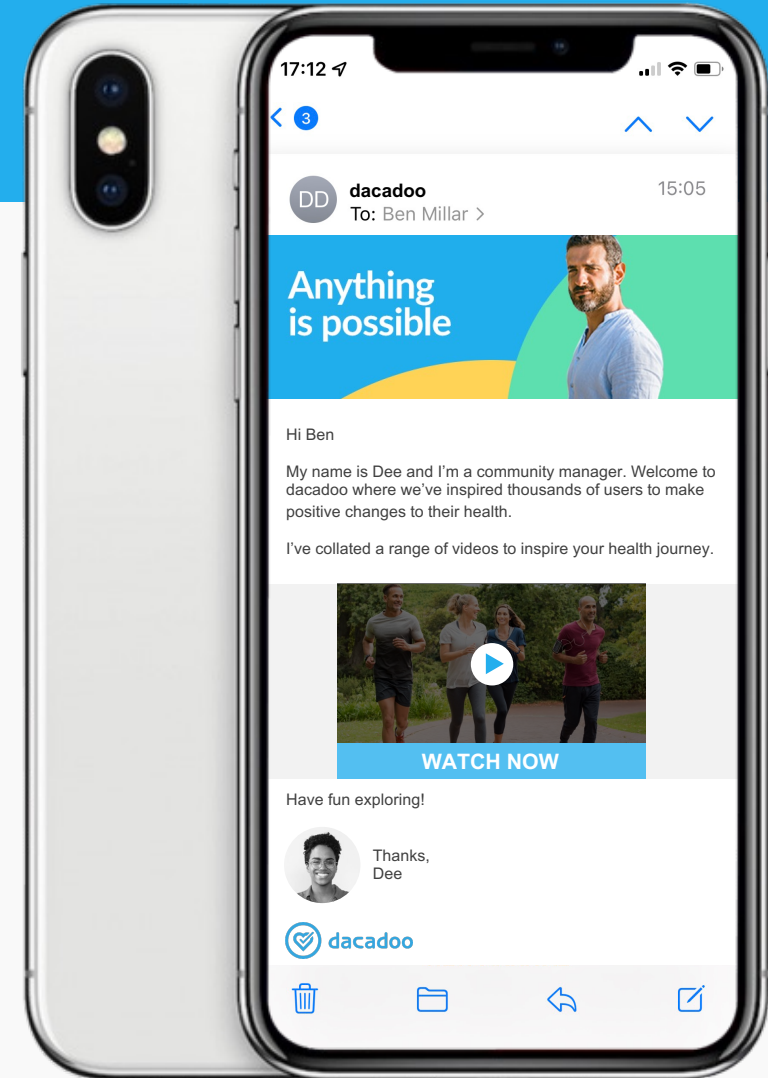 17:12
3
DD
dacadoo
15:05
To: Ben Millar >
Anything
is possible
Hi Ben
My name is Dee and I'm a community manager. Welcome to
dacadoo where we've inspired thousands of users to make
positive changes to their health.
I've collated a range of videos to inspire your health journey.
WATCH NOW
Have fun exploring!
Thanks,
Dee
dacadoo